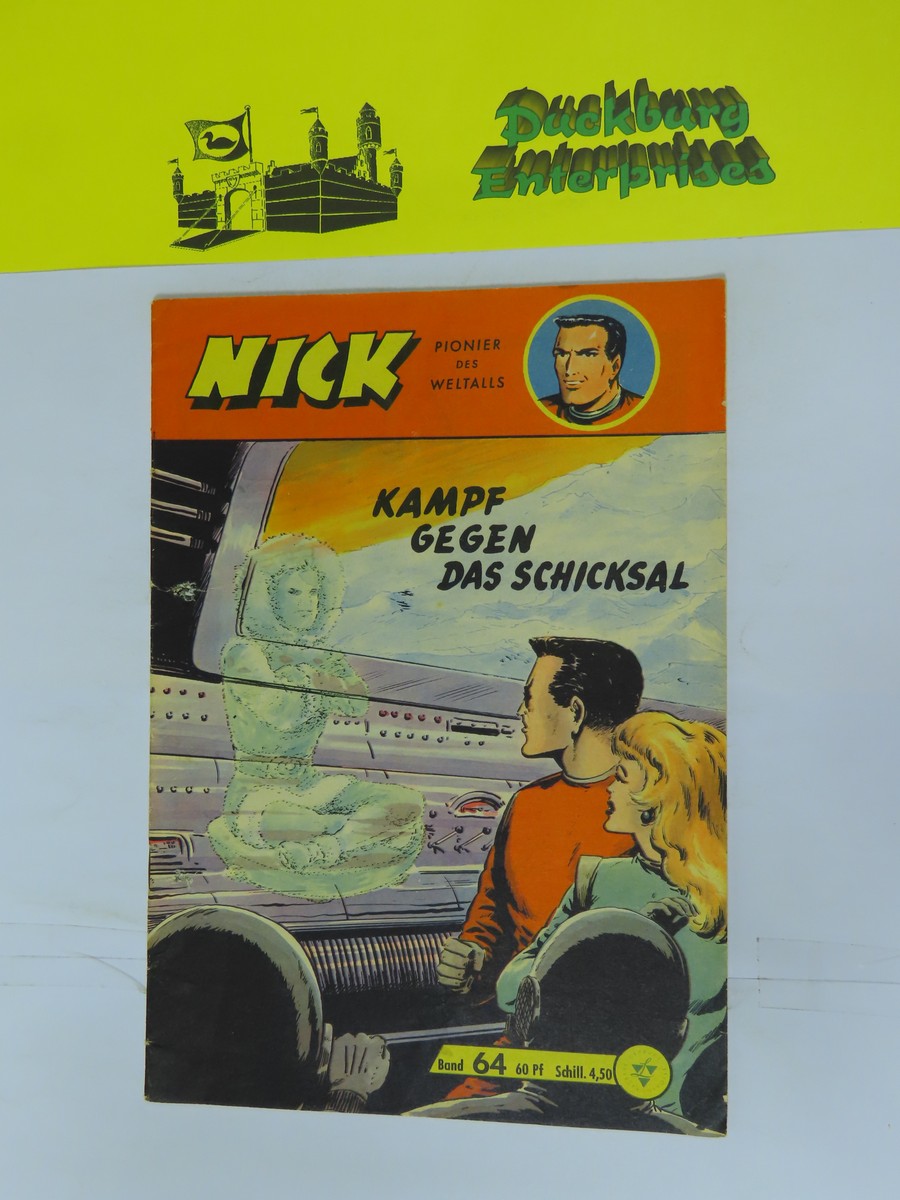 Duckburg
Enterprises
NICK
PIONIER
DES
WELTALLS
KAMPF
GEGEN
DAS SCHICKSAL
Band 64 60 Pf Schill. 4,50